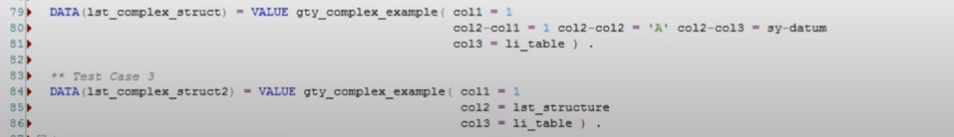 79 DATA(lst_complex_struct) = VALUE gty_complex_example( col1 = 1
80 col2-col1 = 1 col2-col2 = 'A' col2-col3 = sy-datum
81 col3 = li_table ) .
82
83 ** Test Case 3
84 DATA(lst_complex_struct2) = VALUE gty_complex_example( col1 = 1
85 col2 = lst_structure
86 col3 = li_table ) .